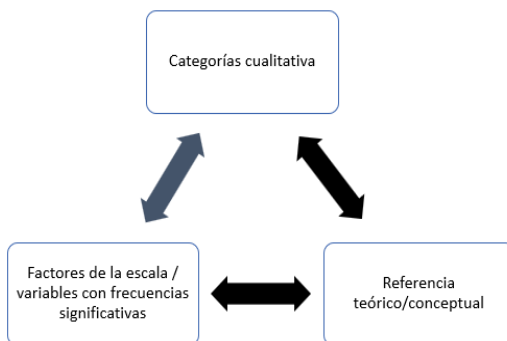 Categorías cualitativa
Factores de la escala /
variables con frecuencias
significativas
Referencia
teórico/conceptual